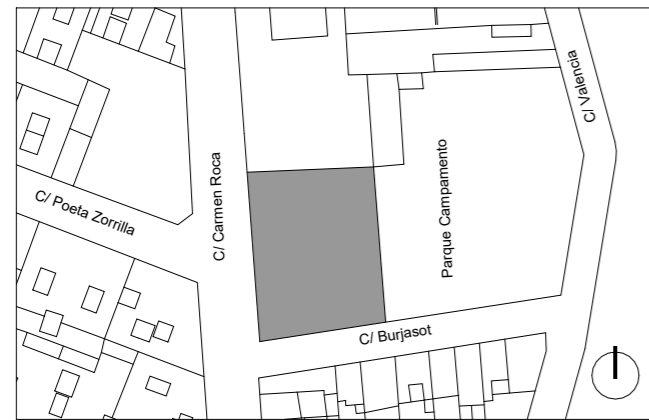 C/ Valencia
C/ Poeta Zorrilla
C/ Carmen Roca
Parque Campamento
C/ Burjasot